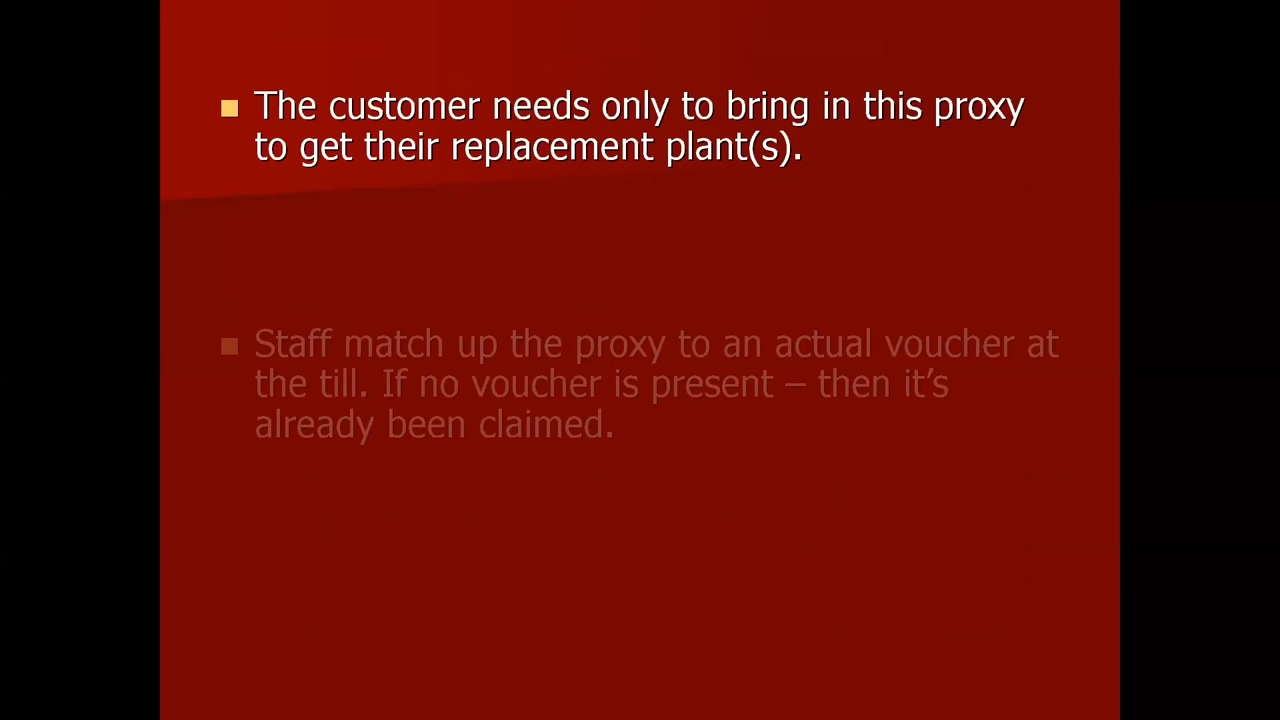 The customer needs only to bring in this proxy
to get their replacement plant(s).
Staff match up the proxy to an actual voucher at
the till. If no voucher is present – then it’s
already been claimed.